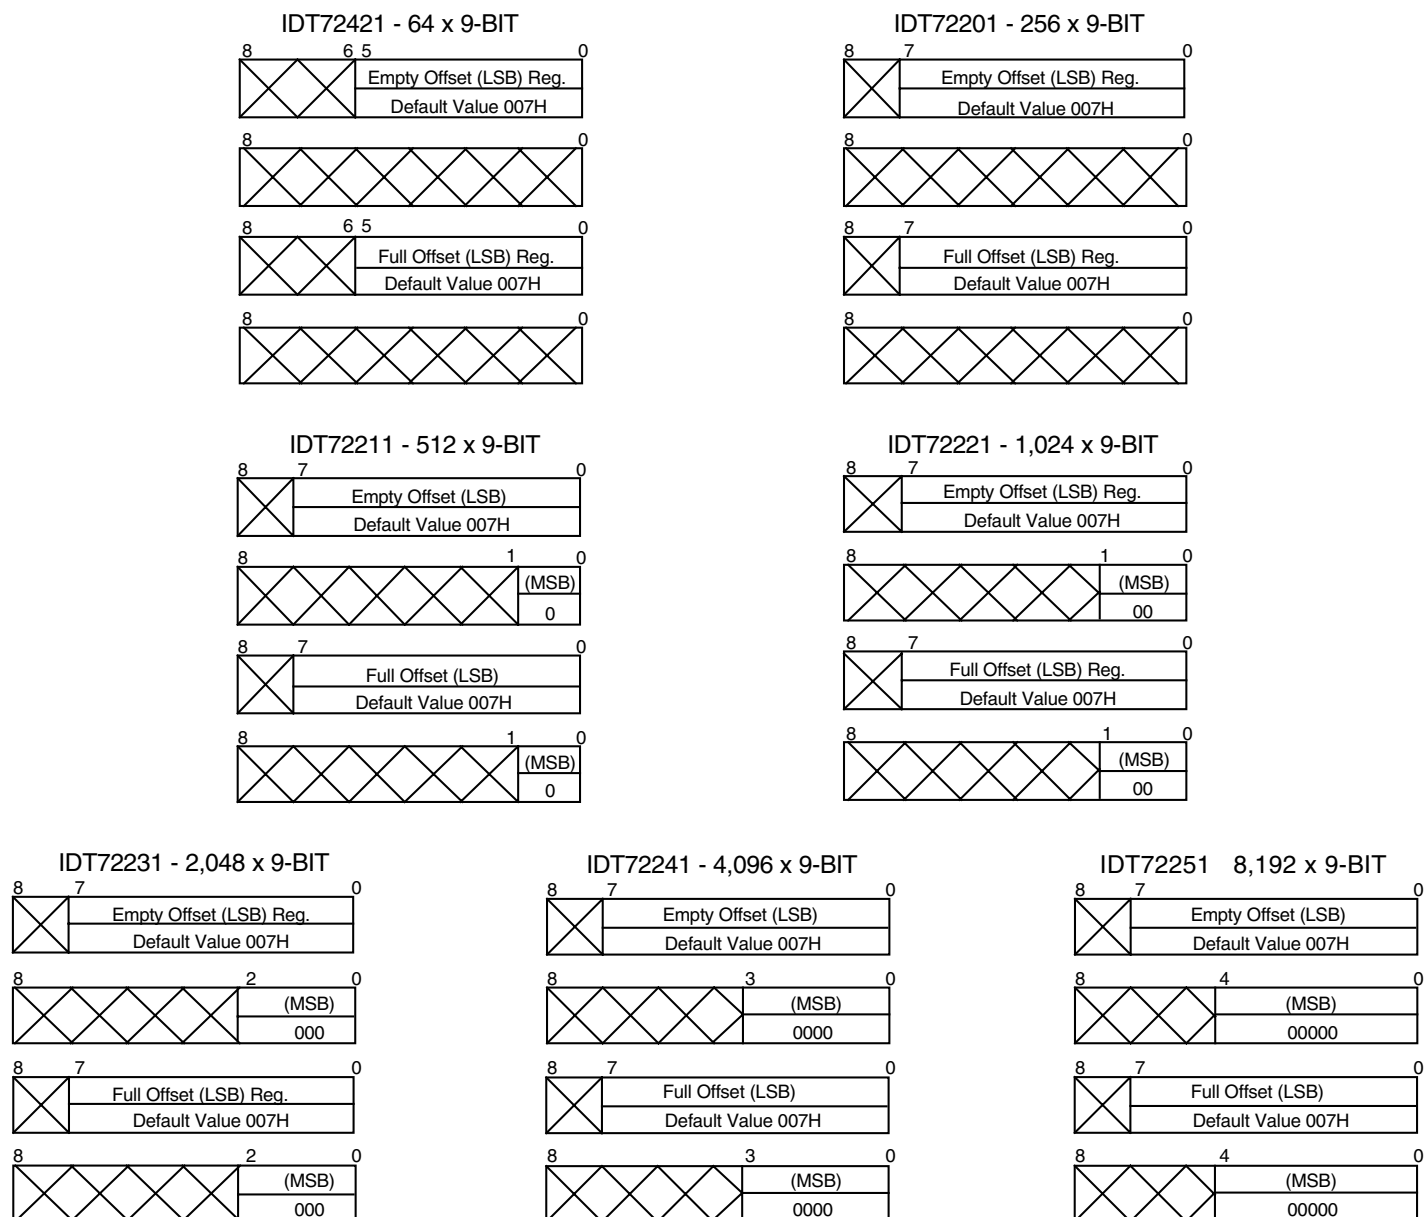 IDT72421 - 64 x 9-BIT
8 6 5 0
Empty Offset (LSB) Reg.
Default Value 007H
8 0
8 6 5 0
Full Offset (LSB) Reg.
Default Value 007H
8 0
IDT72201 - 256 x 9-BIT
8 7 0
Empty Offset (LSB) Reg.
Default Value 007H
8 0
8 7 0
Full Offset (LSB) Reg.
Default Value 007H
8 0
IDT72211 - 512 x 9-BIT
8 7 0
Empty Offset (LSB)
Default Value 007H
8 1 0
(MSB)
0
8 7 0
Full Offset (LSB)
Default Value 007H
8 1 0
(MSB)
0
IDT72221 - 1,024 x 9-BIT
8 7 0
Empty Offset (LSB) Reg.
Default Value 007H
8 1 0
(MSB)
00
8 7 0
Full Offset (LSB) Reg.
Default Value 007H
8 1 0
(MSB)
00
IDT72231 - 2,048 x 9-BIT
8 7 0
Empty Offset (LSB) Reg.
Default Value 007H
8 2 0
(MSB)
000
8 7 0
Full Offset (LSB) Reg.
Default Value 007H
8 2 0
(MSB)
000
IDT72241 - 4,096 x 9-BIT
8 7 0
Empty Offset (LSB)
Default Value 007H
8 3 0
(MSB)
0000
8 7 0
Full Offset (LSB)
Default Value 007H
8 3 0
(MSB)
0000
IDT72251 8,192 x 9-BIT
8 7 0
Empty Offset (LSB)
Default Value 007H
8 4 0
(MSB)
00000
8 7 0
Full Offset (LSB)
Default Value 007H
8 4 0
(MSB)
00000